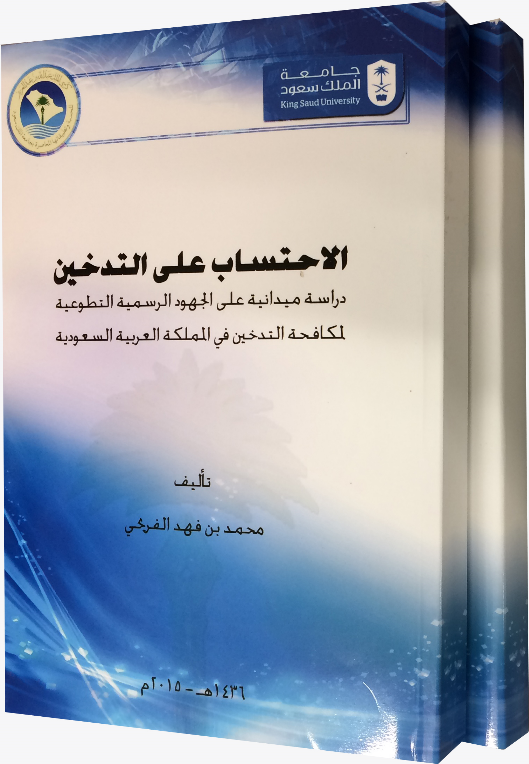 جامعة
الملك سعود
King Saud University
الاحتساب على التدخين
دراسة ميدانية على الجهود الرسمية التطوعية
لمكافحة التدخين في المملكة العربية السعودية
تأليف
محمد بن فهد الفريحي
١٤٣٦هـ - ٢٠١٥م